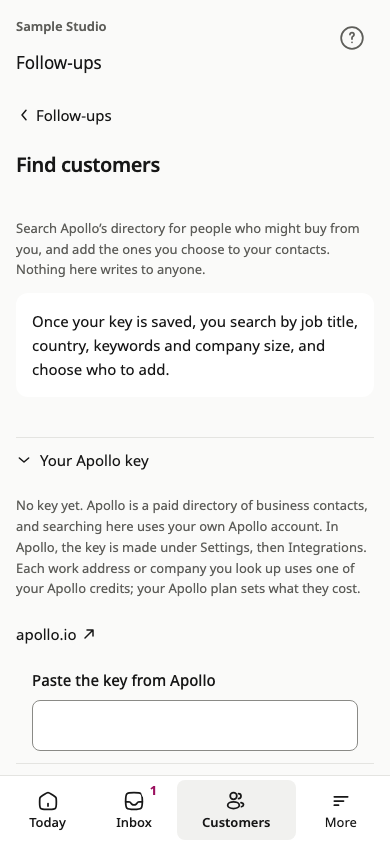 Sample Studio
Follow-ups
Follow-ups
Find customers
Search Apollo’s directory for people who might buy from
you, and add the ones you choose to your contacts.
Nothing here writes to anyone.
Once your key is saved, you search by job title,
country, keywords and company size, and
choose who to add.
Your Apollo key
No key yet. Apollo is a paid directory of business contacts,
and searching here uses your own Apollo account. In
Apollo, the key is made under Settings, then Integrations.
Each work address or company you look up uses one of
your Apollo credits; your Apollo plan sets what they cost.
apollo.io
Paste the key from Apollo
1
Today
Inbox
Customers
More